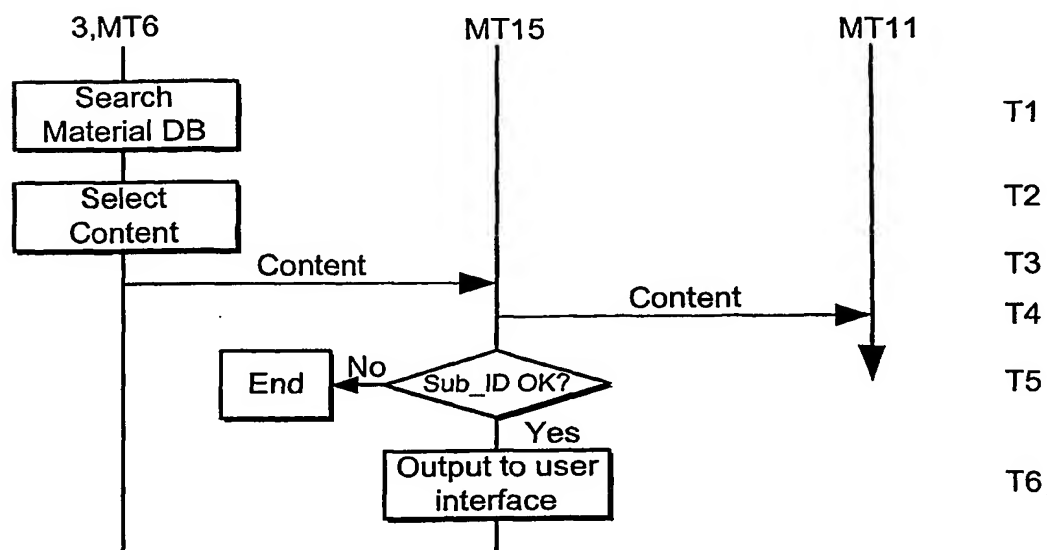 3,MT6
MT15
MT11
Search
Material DB
T1
Select
Content
T2
Content
T3
Content
T4
End
No
Sub_ID OK?
T5
Yes
Output to user
interface
T6